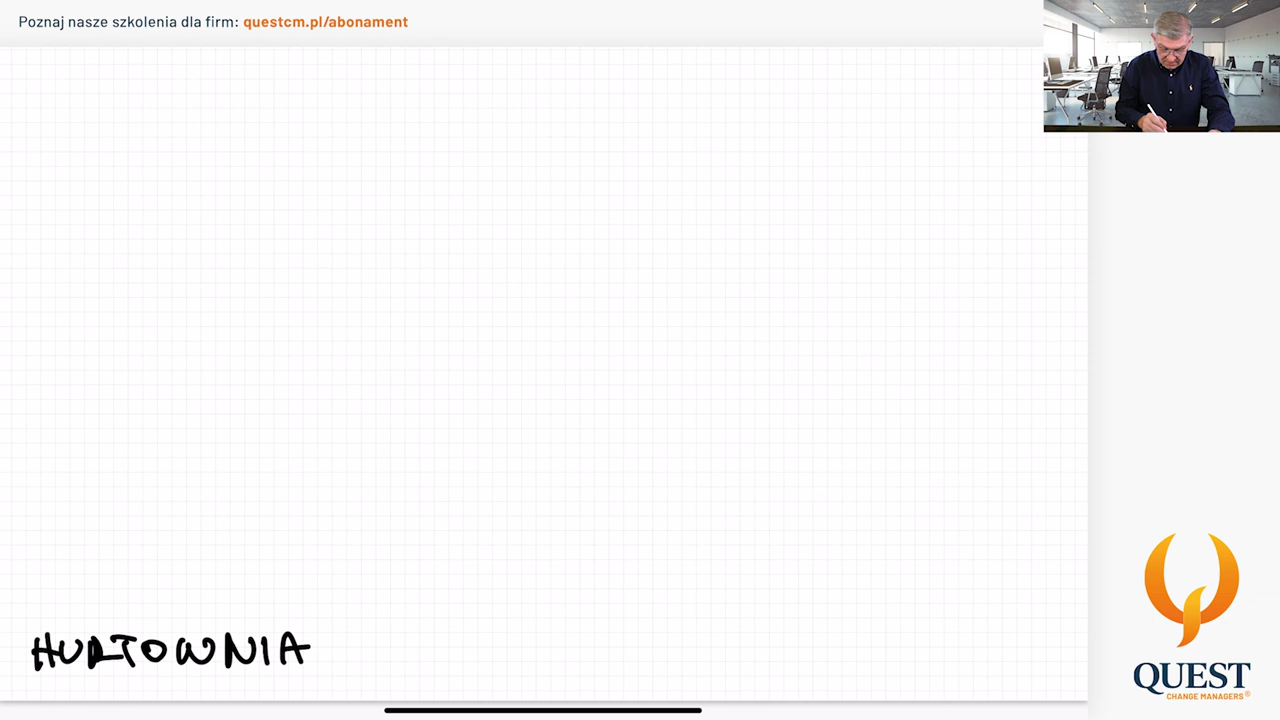 Poznaj nasze szkolenia dla firm: questcm.pl/abonament
HURTOWNIA
QUEST
CHANGE MANAGERS®